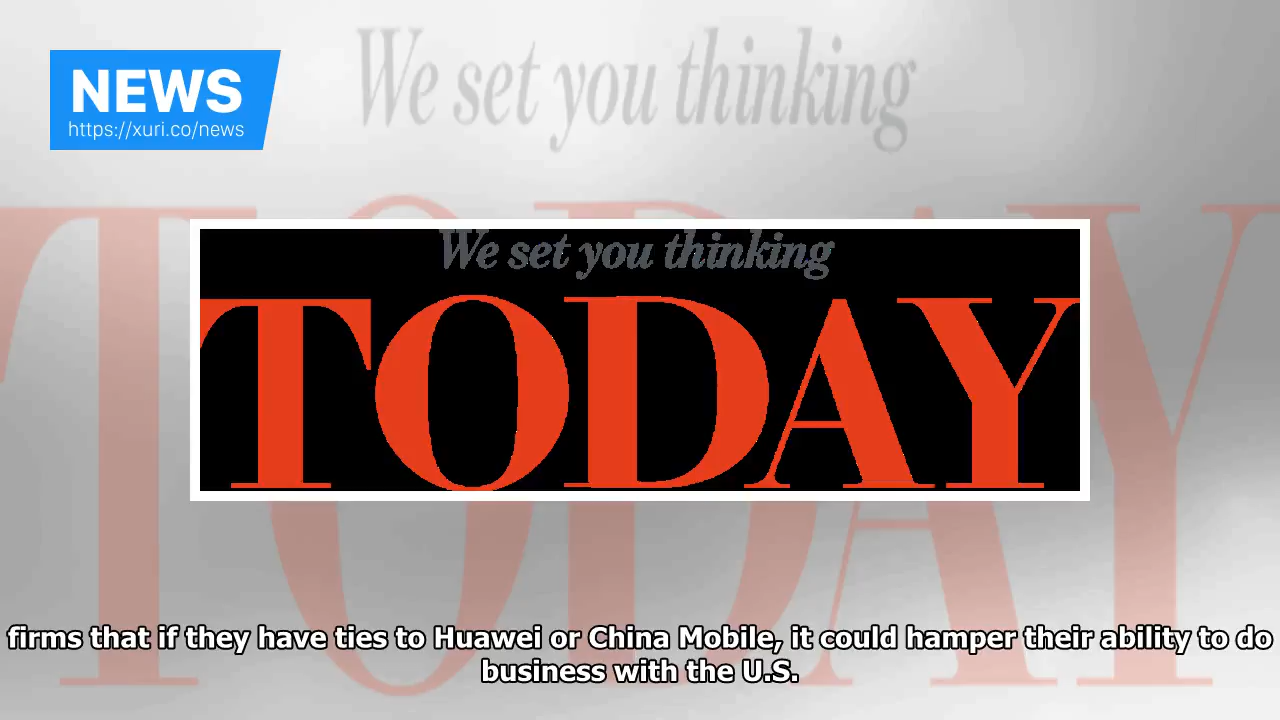 We set you thinking
NEWS
https://xuri.co/news
We set you thinking
TODAY
TODAY
firms that if they have ties to Huawei or China Mobile, it could hamper their ability to do
business with the U.S.